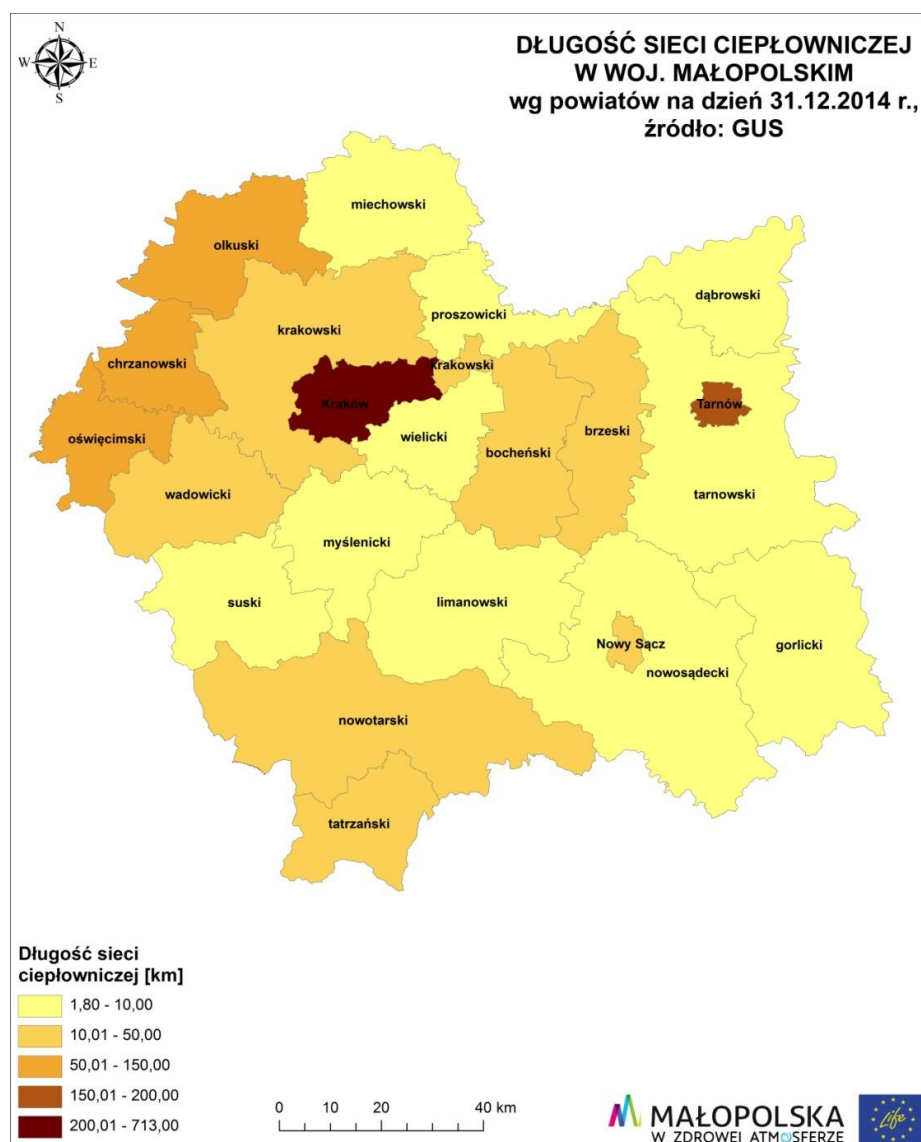 N
W E
S
DŁUGOŚĆ SIECI CIEPŁOWNICZEJ
W WOJ. MAŁOPOLSKIM
wg powiatów na dzień 31.12.2014 r.,
źródło: GUS
miechowski
olkuski
dąbrowski
proszowicki
krakowski
chrzanowski
krakowski
Kraków
Tarnów
oświęcimski
wielicki
brzeski
bocheński
wadowicki
tarnowski
myślenicki
suski
limanowski
Nowy Sącz
gorlicki
nowosądecki
nowotarski
tatrzański
Długość sieci
ciepłowniczej [km]
1,80 - 10,00
10,01 - 50,00
50,01 - 150,00
150,01 - 200,00
200,01 - 713,00
0 10 20 40 km
MAŁOPOLSKA
W ZDROWEJ ATMOSFERZE
Life